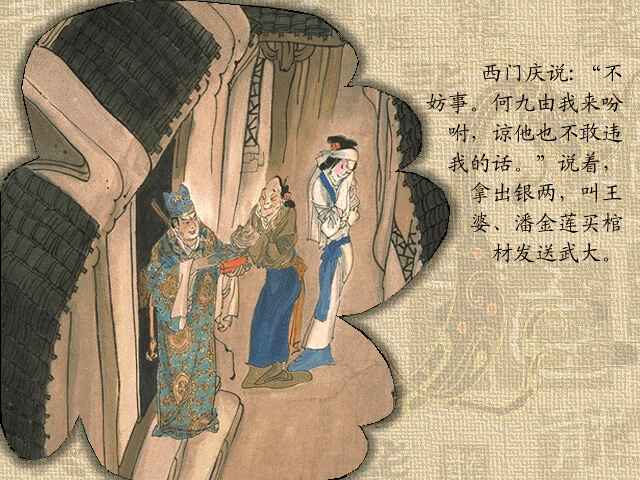 西门庆说：“不
妨事。何九由我来吩
咐，谅他也不敢违
我的话。”说着，
拿出银两，叫王
婆、潘金莲买棺
材发送武大。